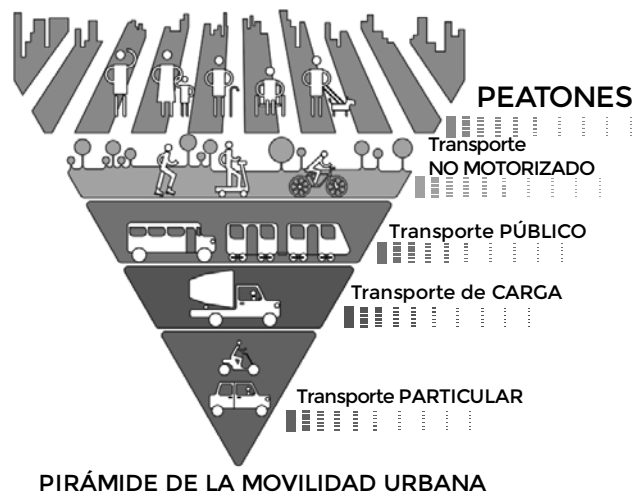 PEATONES
Transporte
NO MOTORIZADO
Transporte PÚBLICO
Transporte de CARGA
Transporte PARTICULAR
PIRÁMIDE DE LA MOVILIDAD URBANA